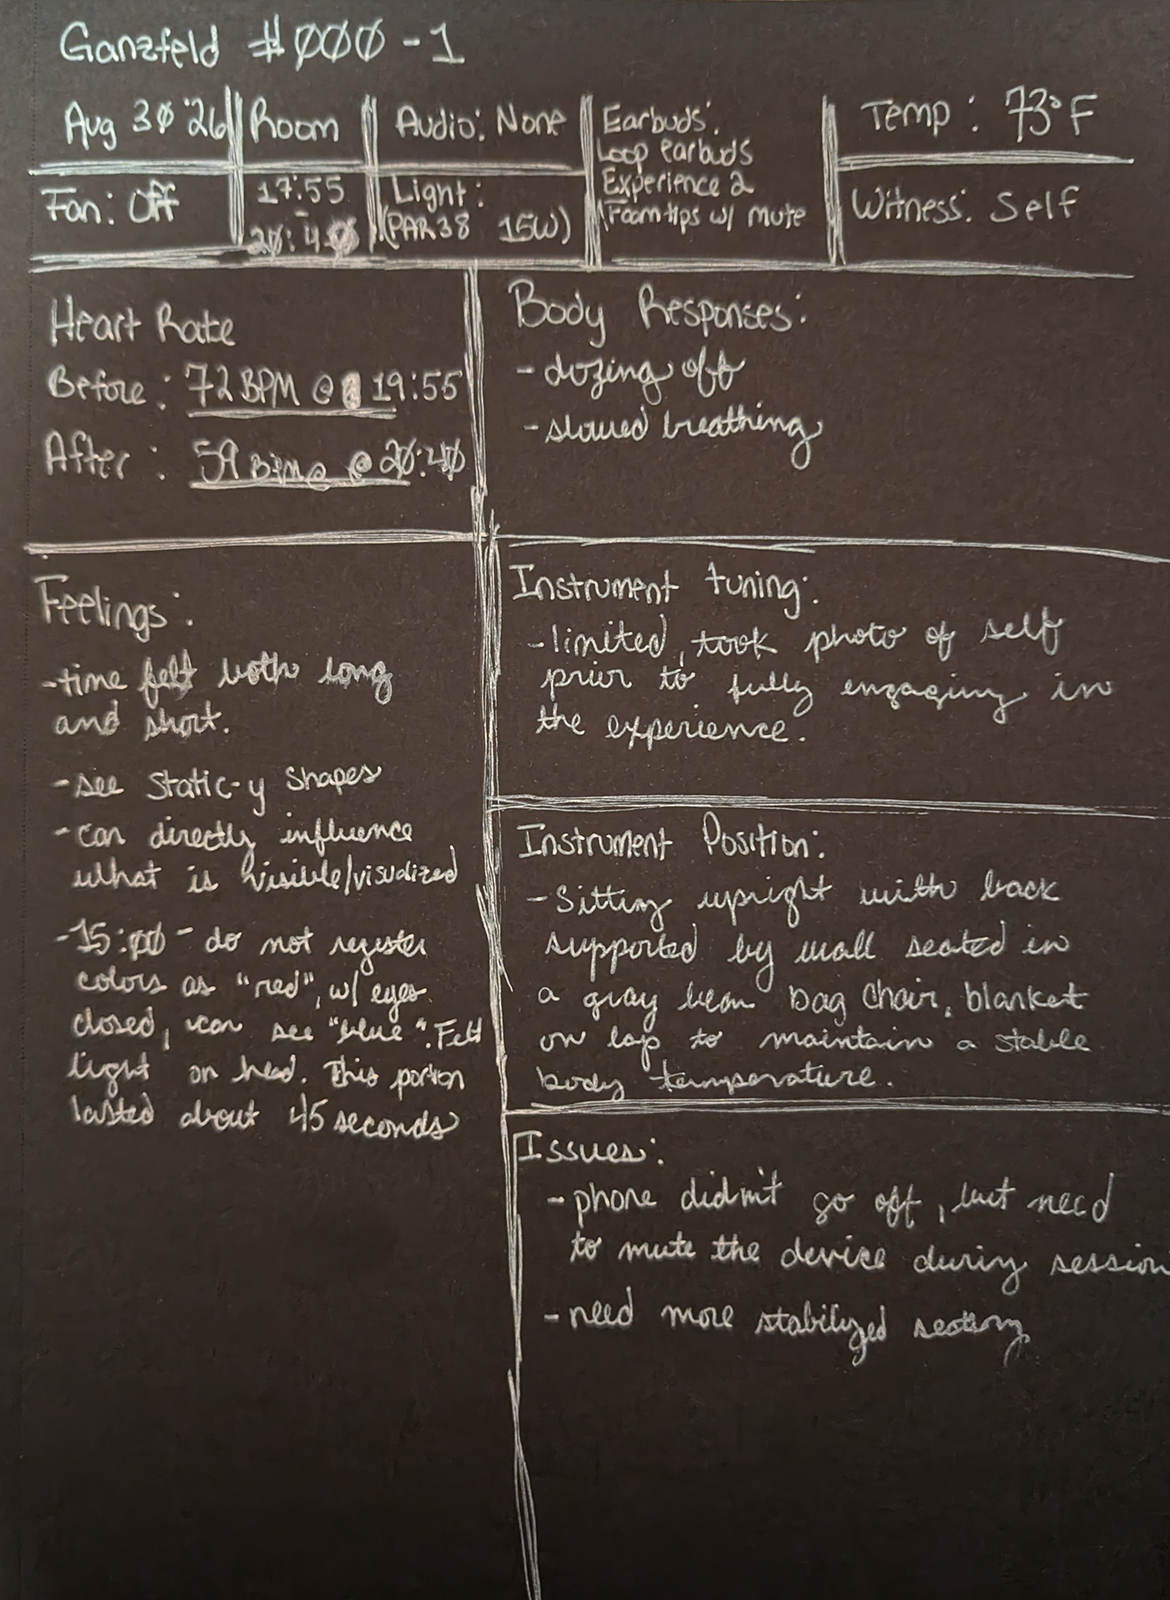 Ganzfeld #000-1
Aug 30 '26
Room
Audio: None
Earbuds:
Loop earbuds
Experience 2
Foam tips w/ mute
Temp: 73°F
Fan: Off
17:55
-
20:40
Light:
(PAR38 15W)
Witness: Self
Heart Rate
Before: 72 BPM @ 19:55
After: 59 BPM @ 20:40
Feelings:
-time felt both long
and short.
-see static-y shapes
-can directly influence
what is visible/visualized
-15:00 - do not register
colors as "red", w/ eyes
closed, can see "blue". Felt
light on head. This portion
lasted about 45 seconds
Body Responses:
-dozing off
-slowed breathing
Instrument tuning:
-limited, took photo of self
prior to fully engaging in
the experience.
Instrument Position:
-Sitting upright with back
supported by wall seated in
a gray bean bag chair, blanket
on lap to maintain a stable
body temperature.
Issues:
-phone didn't go off, but need
to mute the device during session
-need more stabilized seating